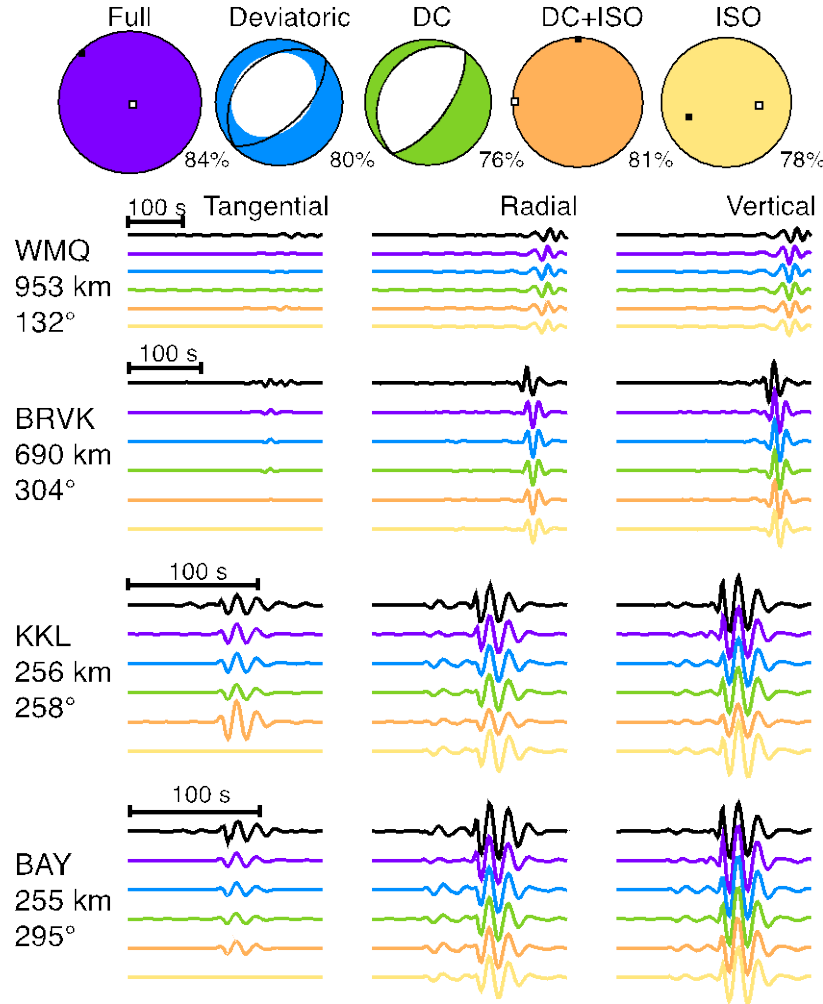 Full Deviatoric DC DC+ISO ISO
84% 80% 76% 81% 78%
100 s Tangential Radial Vertical
WMQ
953 km
132°
100 s
BRVK
690 km
304°
100 s
KKL
256 km
258°
100 s
BAY
255 km
295°